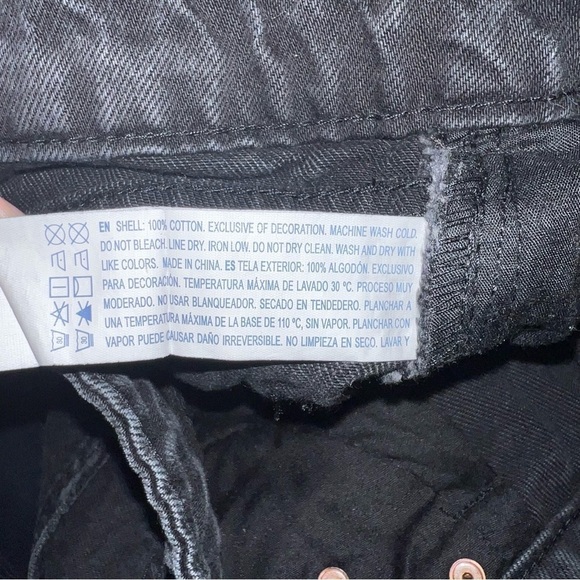 EN SHELL: 100% COTTON. EXCLUSIVE OF DECORATION. MACHINE WASH COLD.
DO NOT BLEACH. LINE DRY. IRON LOW. DO NOT DRY CLEAN. WASH AND DRY WITH
LIKE COLORS. MADE IN CHINA. ES TELA EXTERIOR: 100% ALGODÓN. EXCLUSIVO
PARA DECORACIÓN. TEMPERATURA MÁXIMA DE LAVADO 30 ºC. PROCESO MUY
MODERADO. NO USAR BLANQUEADOR. SECADO EN TENDEDERO. PLANCHAR A
UNA TEMPERATURA MÁXIMA DE LA BASE DE 110 ºC, SIN VAPOR. PLANCHAR CON
VAPOR PUEDE CAUSAR DAÑO IRREVERSIBLE. NO LIMPIEZA EN SECO. LAVAR Y